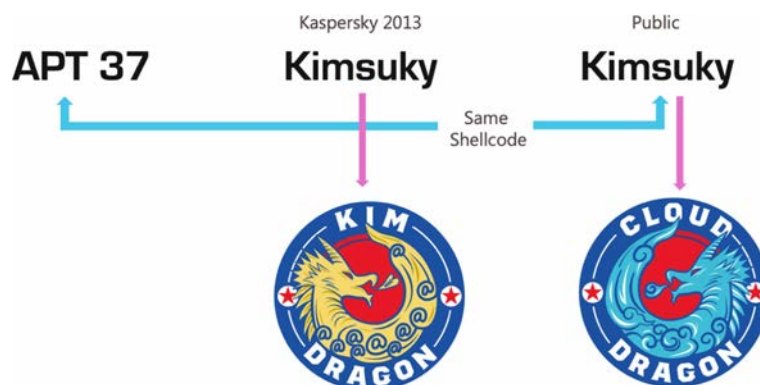 Kaspersky 2013
Public
APT 37
Kimsuky
Kimsuky
Same
Shellcode
KIM
DRAGON
CLOUD
DRAGON